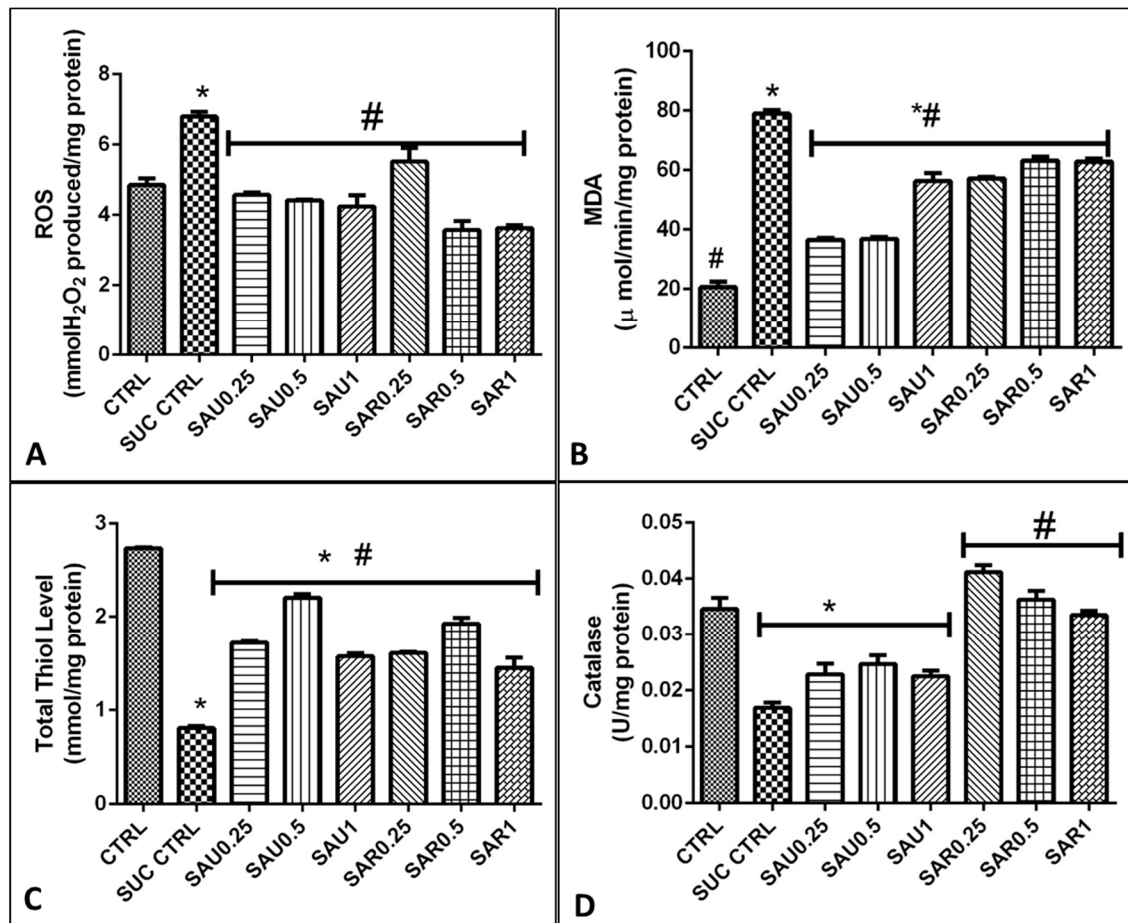 ROS
(mmolH₂O₂ produced/mg protein)
8
6
4
2
0
*
#
CTRL
SUC CTRL
SAU0.25
SAU0.5
SAU1
SAR0.25
SAR0.5
SAR1
A
MDA
(μ mol/min/mg protein)
100
80
60
40
20
0
#
*
*#
CTRL
SUC CTRL
SAU0.25
SAU0.5
SAU1
SAR0.25
SAR0.5
SAR1
B
Total Thiol Level
(mmol/mg protein)
3
2
1
0
*
* #
CTRL
SUC CTRL
SAU0.25
SAU0.5
SAU1
SAR0.25
SAR0.5
SAR1
C
Catalase
(U/mg protein)
0.05
0.04
0.03
0.02
0.01
0.00
*
#
CTRL
SUC CTRL
SAU0.25
SAU0.5
SAU1
SAR0.25
SAR0.5
SAR1
D